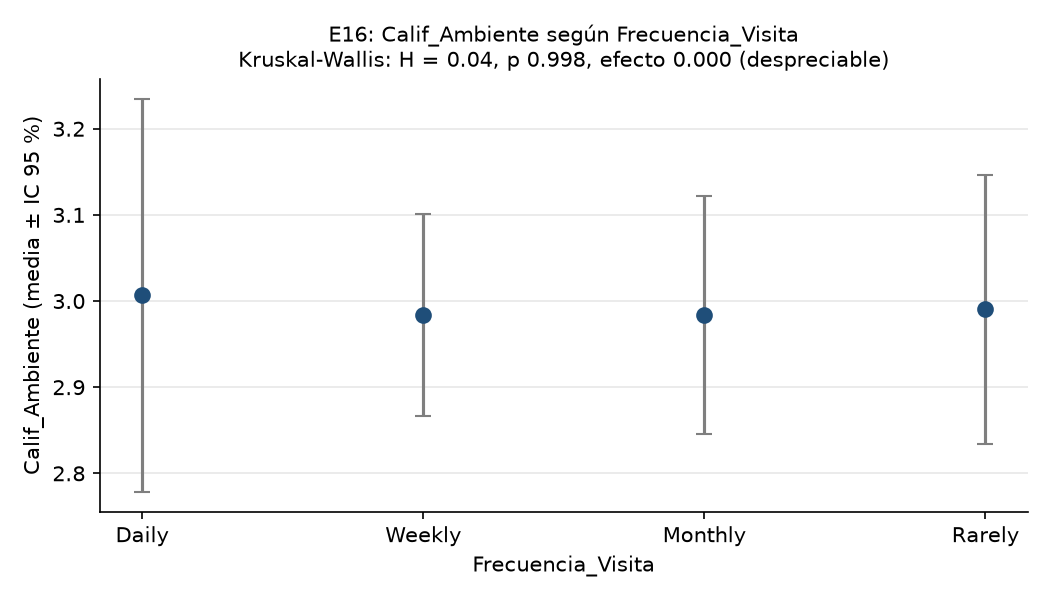 E16: Calif_Ambiente según Frecuencia_Visita
Kruskal-Wallis: H = 0.04, p 0.998, efecto 0.000 (despreciable)
Calif_Ambiente (media ± IC 95 %)
3.2
3.1
3.0
2.9
2.8
Daily Weekly Monthly Rarely
Frecuencia_Visita